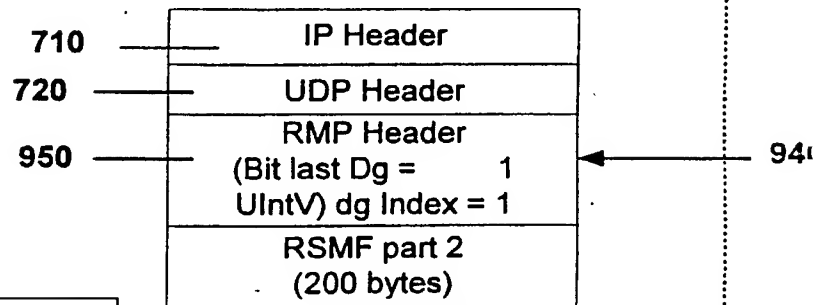 710 IP Header
720 UDP Header
950 RMP Header
(Bit last Dg = 1
UIntV) dg Index = 1
RSMF part 2
(200 bytes)